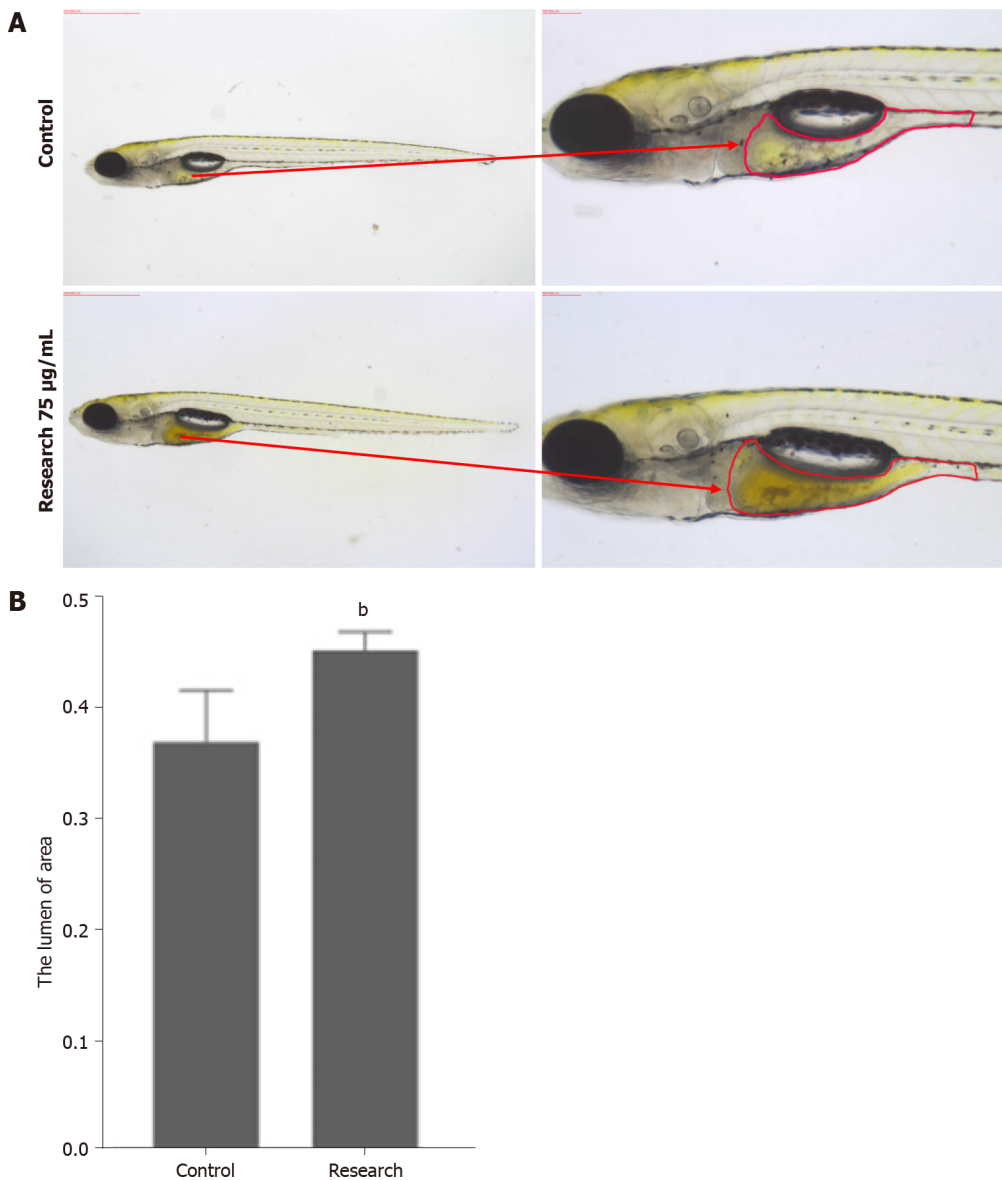 A
Control
Research 75 µg/mL
B
The lumen of area
0.5
0.4
0.3
0.2
0.1
0.0
b
Control
Research